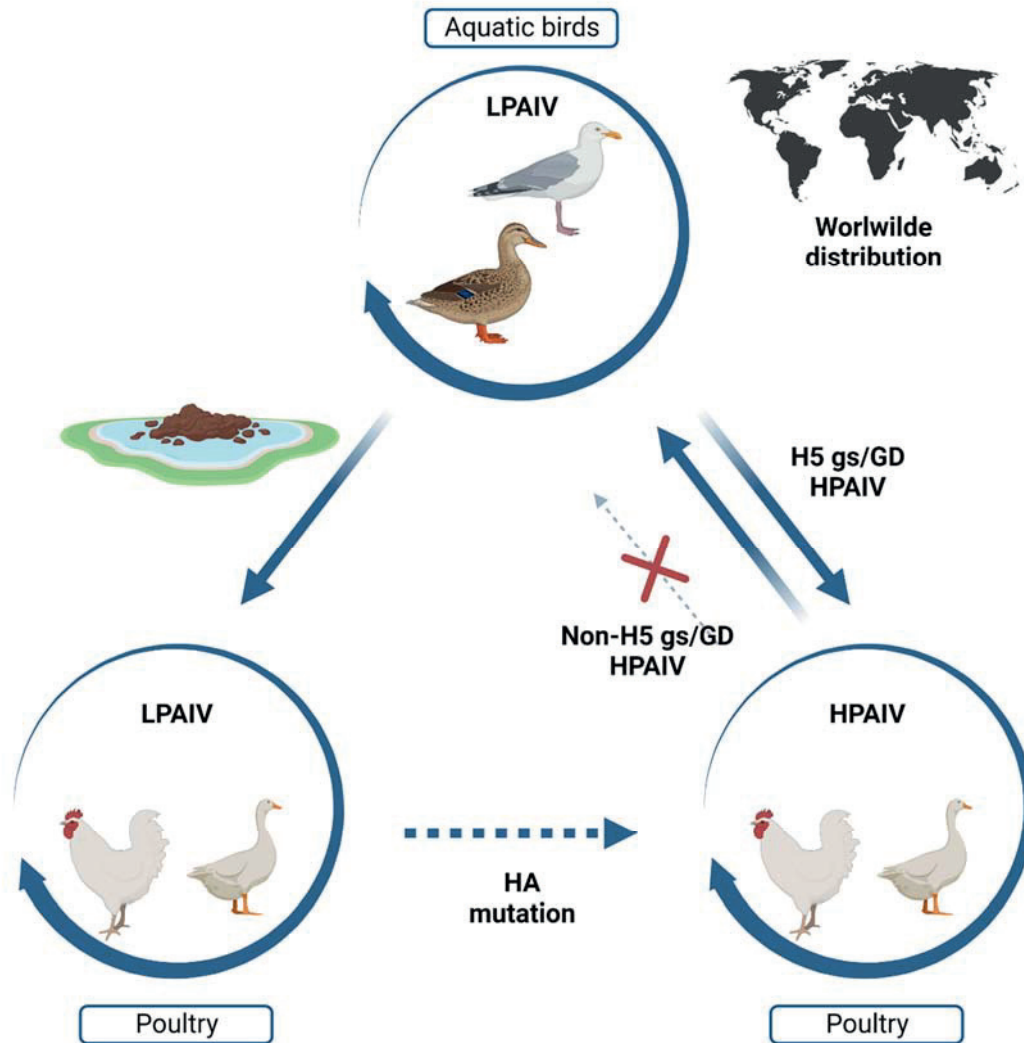 Aquatic birds
LPAIV
Worlwilde
distribution
H5 gs/GD
HPAIV
Non-H5 gs/GD
HPAIV
LPAIV
HPAIV
HA
mutation
Poultry
Poultry